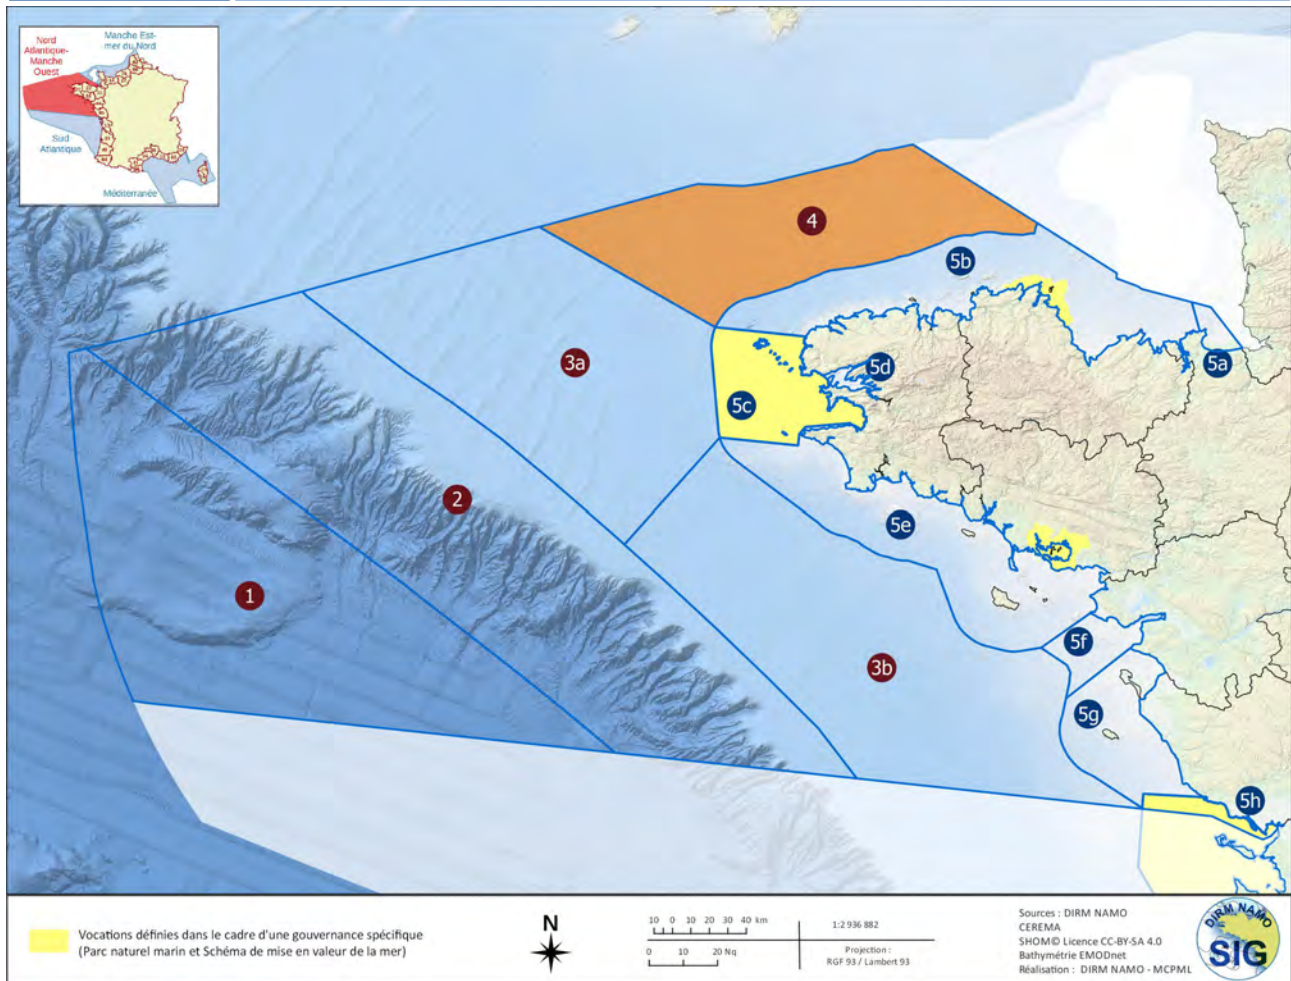 Nord
Atlantique-
Manche
Ouest
Manche Est-
mer du Nord
Sud
Atlantique
Méditerranée
4
5b
3a
5d
5a
5c
2
5e
1
5f
3b
5g
5h
Vocations définies dans le cadre d'une gouvernance spécifique
(Parc naturel marin et Schéma de mise en valeur de la mer)
N
10 0 10 20 30 40 km
0 10 20 Nq
1:2 936 882
Projection :
RGF 93 / Lambert 93
Sources : DIRM NAMO
CEREMA
SHOM© Licence CC-BY-SA 4.0
Bathymétrie EMODnet
Réalisation : DIRM NAMO - MCPML
DIRM NAMO
SIG